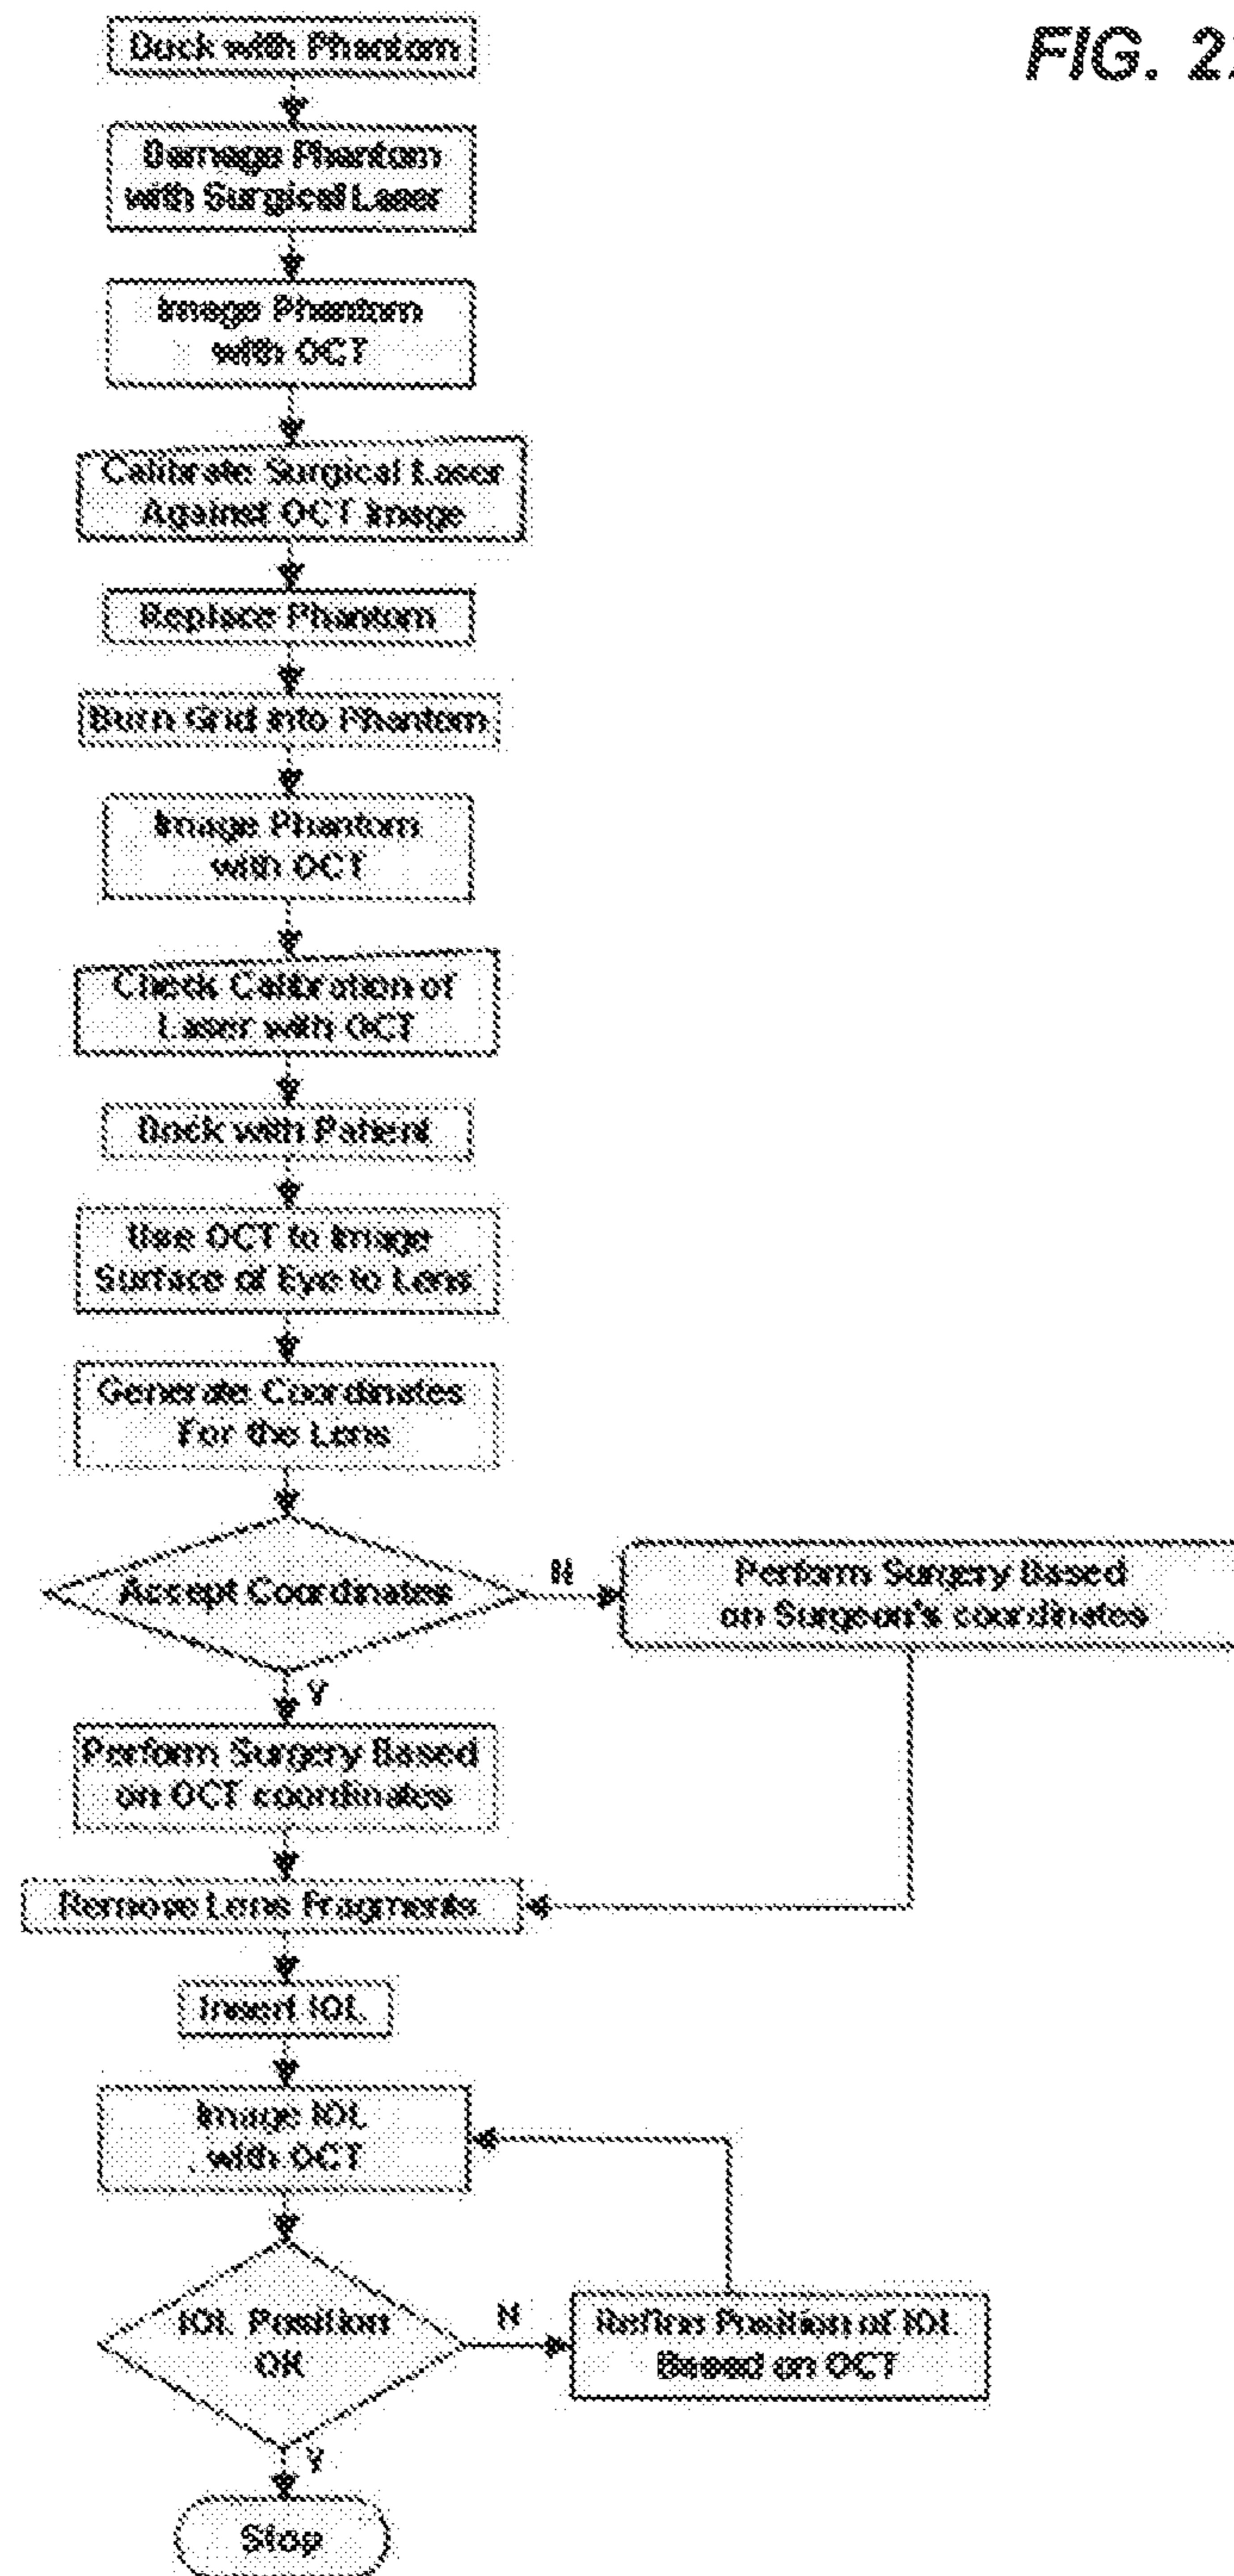 FIG. 2
Dock with Phantom
Damage Phantom
with Surgical Laser
Image Phantom
with OCT
Calibrate Surgical Laser
Against OCT Image
Replace Phantom
Burn Grid into Phantom
Image Phantom
with OCT
Check Calibration of
Laser with OCT
Dock with Patient
Use OCT to Image
Surface of Eye to Lens
Generate Coordinates
For the Lens
Accept Coordinates
N
Perform Surgery Based
on Surgeon's coordinates
Y
Perform Surgery Based
on OCT coordinates
Remove Lens Fragments
Insert IOL
Image IOL
with OCT
IOL Position
OK
N
Refine Position of IOL
Based on OCT
Y
Stop